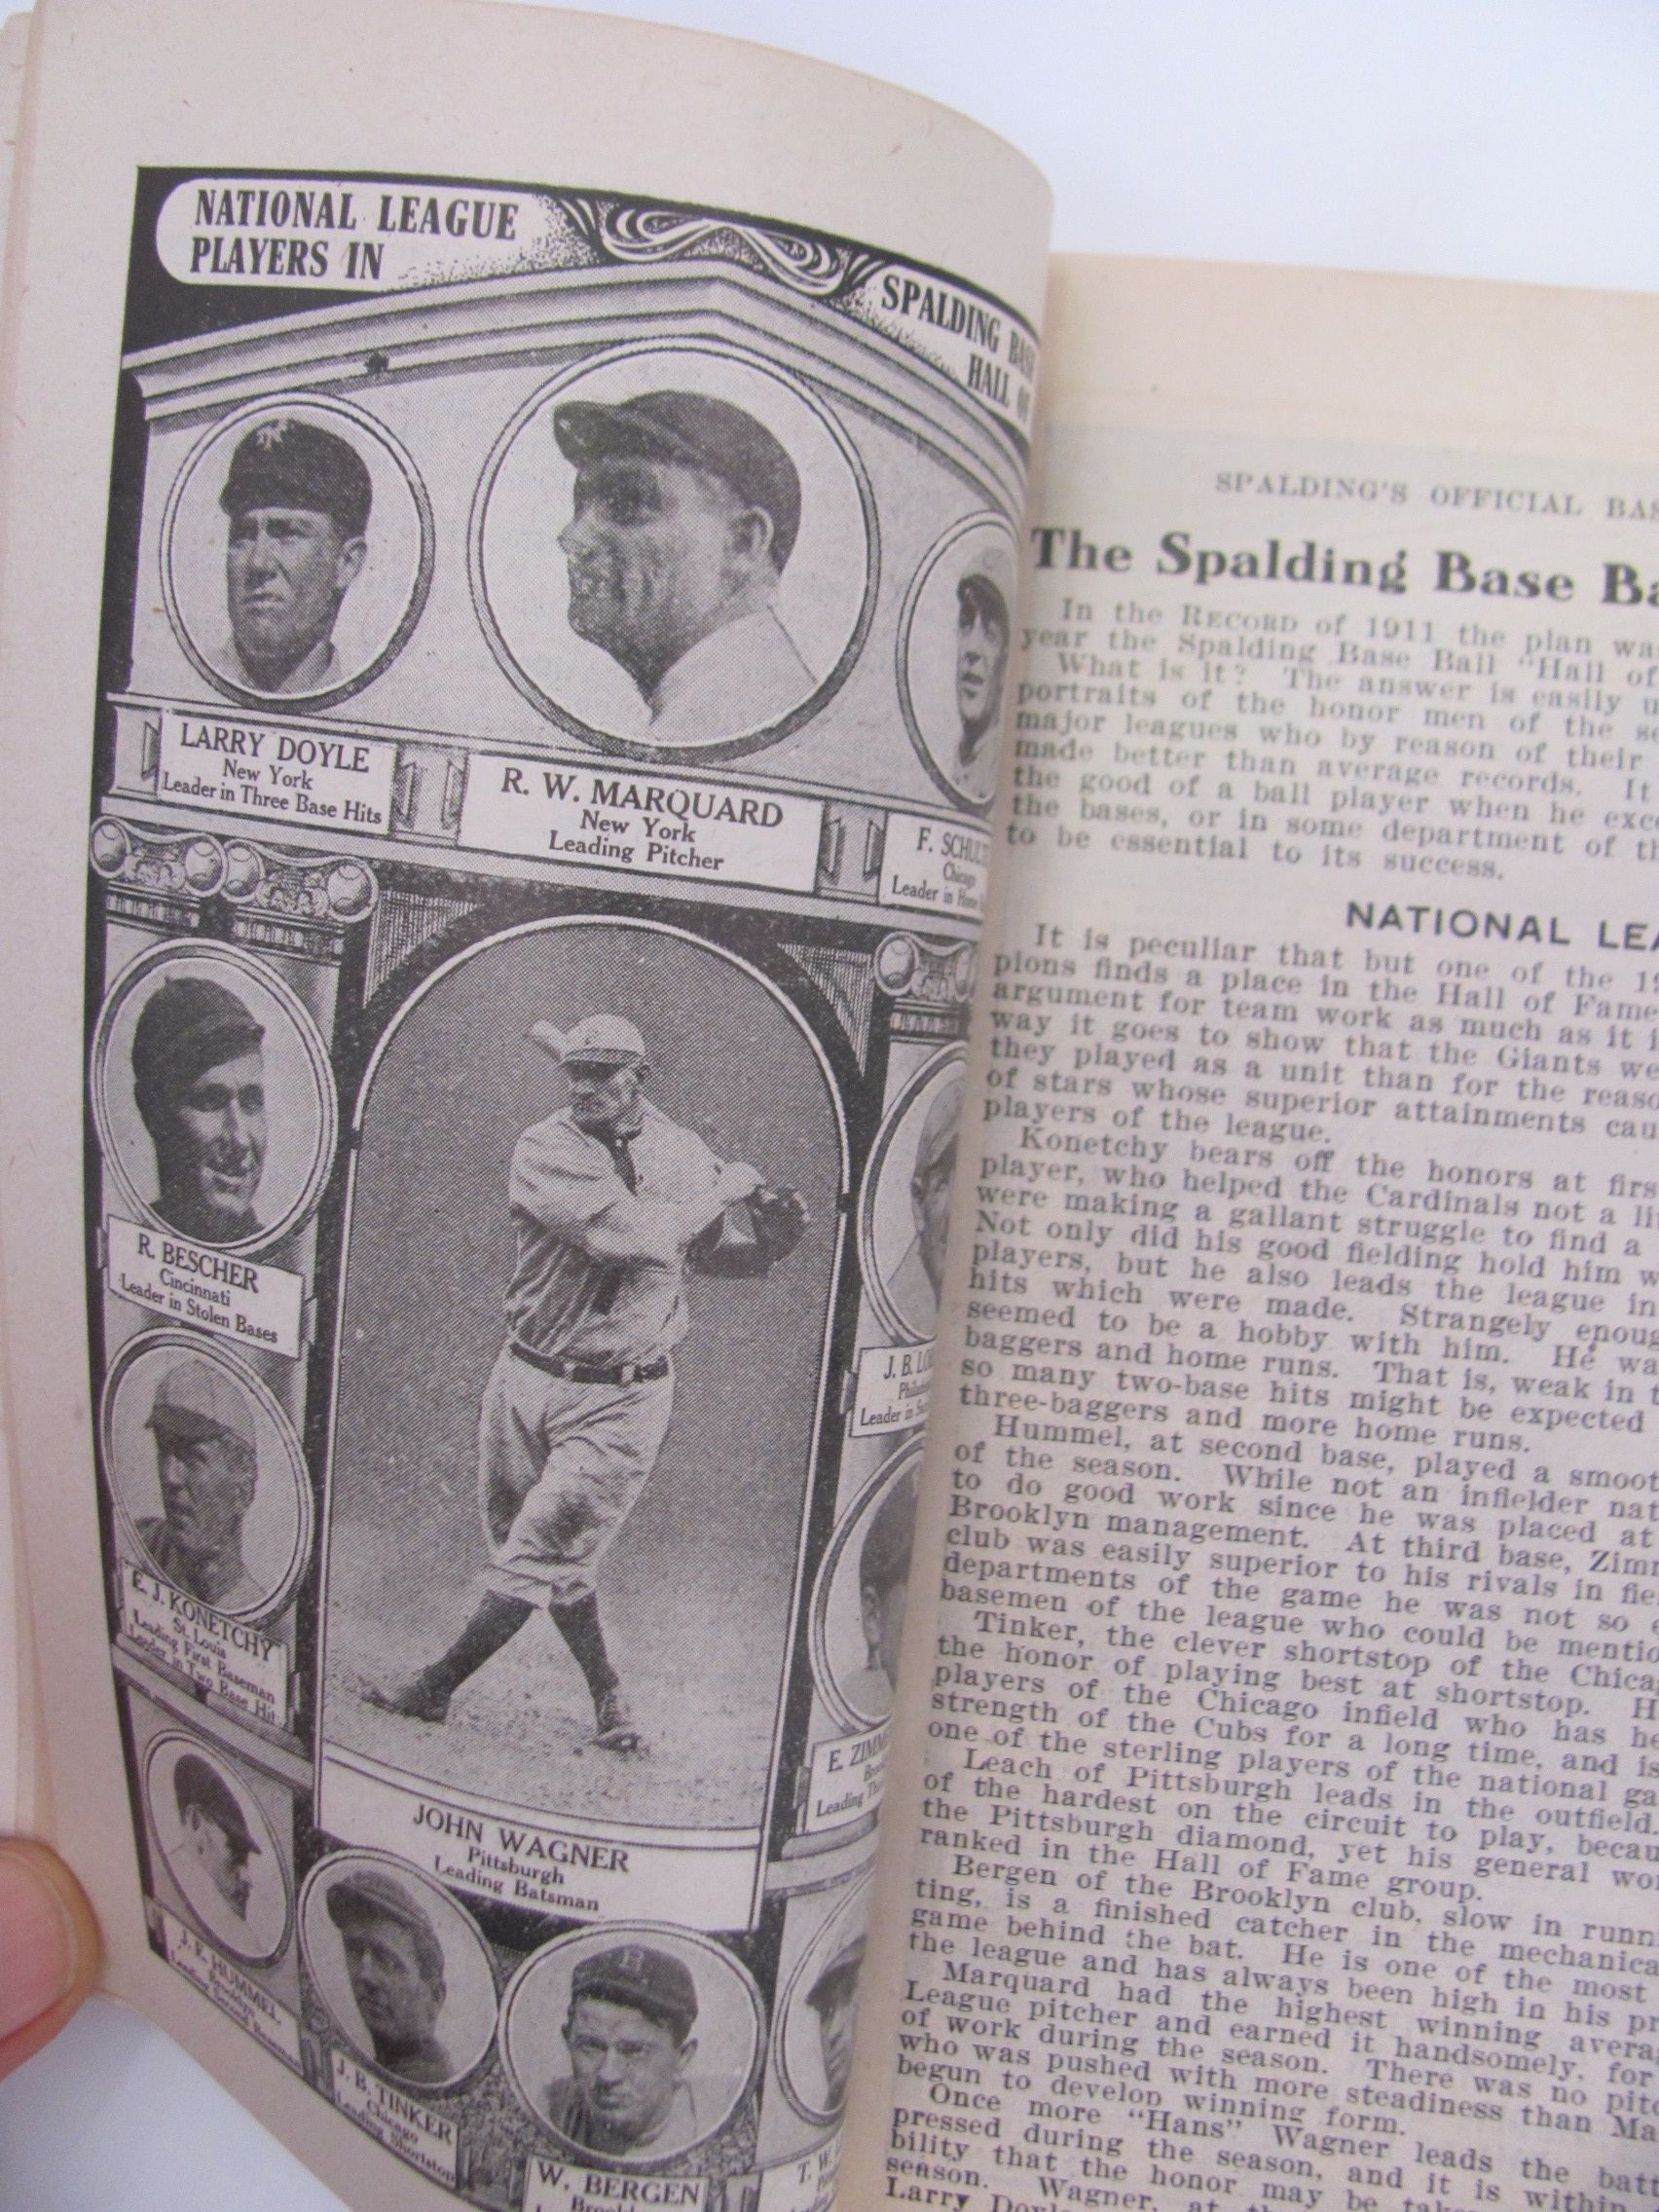 NATIONAL LEAGUE
PLAYERS IN
SPALDING BASE
HALL OF
LARRY DOYLE
New York
Leader in Three Base Hits
R. W. MARQUARD
New York
Leading Pitcher
F. SCHULT
Chicago
Leader in Home
R. BESCHER
Cincinnati
Leader in Stolen Bases
J. B. LO
Leader in
E. J. KONETCHY
St. Louis
Leading First Baseman
Leader in Two Base Hit
E. ZIMM
Leading
JOHN WAGNER
Pittsburgh
Leading Batsman
J. E. HUMMEL
Brooklyn
Leading Second Baseman
J. B. TINKER
Chicago
Leading Shortstop
W. BERGEN
T. W.
SPALDING'S OFFICIAL BAS
The Spalding Base Ba
In the RECORD of 1911 the plan wa
year the Spalding Base Ball "Hall of
What is it? The answer is easily u
portraits of the honor men of the se
major leagues who by reason of their
made better than average records. It
the good of a ball player when he exc
the bases, or in some department of th
to be essential to its success.
NATIONAL LEA
It is peculiar that but one of the 19
pions finds a place in the Hall of Fame
argument for team work as much as it i
way it goes to show that the Giants we
they played as a unit than for the reaso
of stars whose superior attainments cau
players of the league.
Konetchy bears off the honors at firs
player, who helped the Cardinals not a li
were making a gallant struggle to find a
Not only did his good fielding hold him w
players, but he also leads the league in
hits which were made. Strangely enoug
seemed to be a hobby with him. He wa
baggers and home runs. That is, weak in t
so many two-base hits might be expected
three-baggers and more home runs.
Hummel, at second base, played a smoot
of the season. While not an infielder nat
to do good work since he was placed at
Brooklyn management. At third base, Zimm
club was easily superior to his rivals in fiel
departments of the game he was not so e
basemen of the league who could be mentio
Tinker, the clever shortstop of the Chica
the honor of playing best at shortstop. H
players of the Chicago infield who has he
strength of the Cubs for a long time, and is
one of the sterling players of the national ga
Leach of Pittsburgh leads in the outfield.
of the hardest on the circuit to play, becau
the Pittsburgh diamond, yet his general wo
ranked in the Hall of Fame group.
Bergen of the Brooklyn club, slow in runn
ting, is a finished catcher in the mechanica
game behind the bat. He is one of the most
the league and has always been high in his pr
Marquard had the highest winning avera
League pitcher and earned it handsomely, for
of work during the season. There was no pitc
who was pushed with more steadiness than Ma
begun to develop winning form.
Once more "Hans" Wagner leads the batt
pressed during the season, and it is within
bility that the honor may be take
season. Wagner, at
Larry Doyle